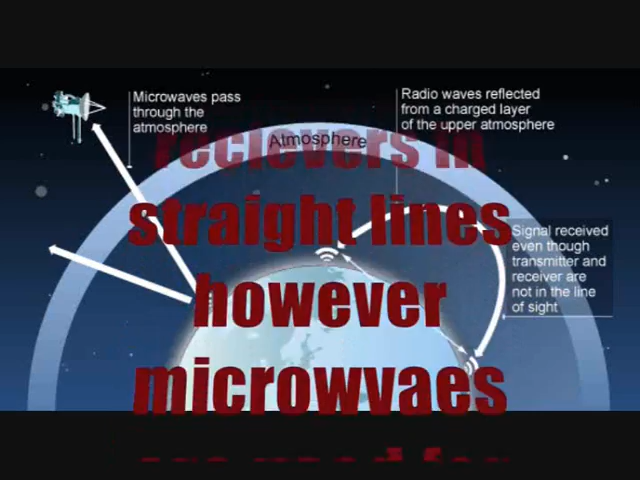 Microwaves pass
through the
atmosphere
Radio waves reflected
from a charged layer
of the upper atmosphere
Atmosphere
Signal received
even though
transmitter and
receiver are
not in the line
of sight
recievers in
straight lines
however
microwvaes